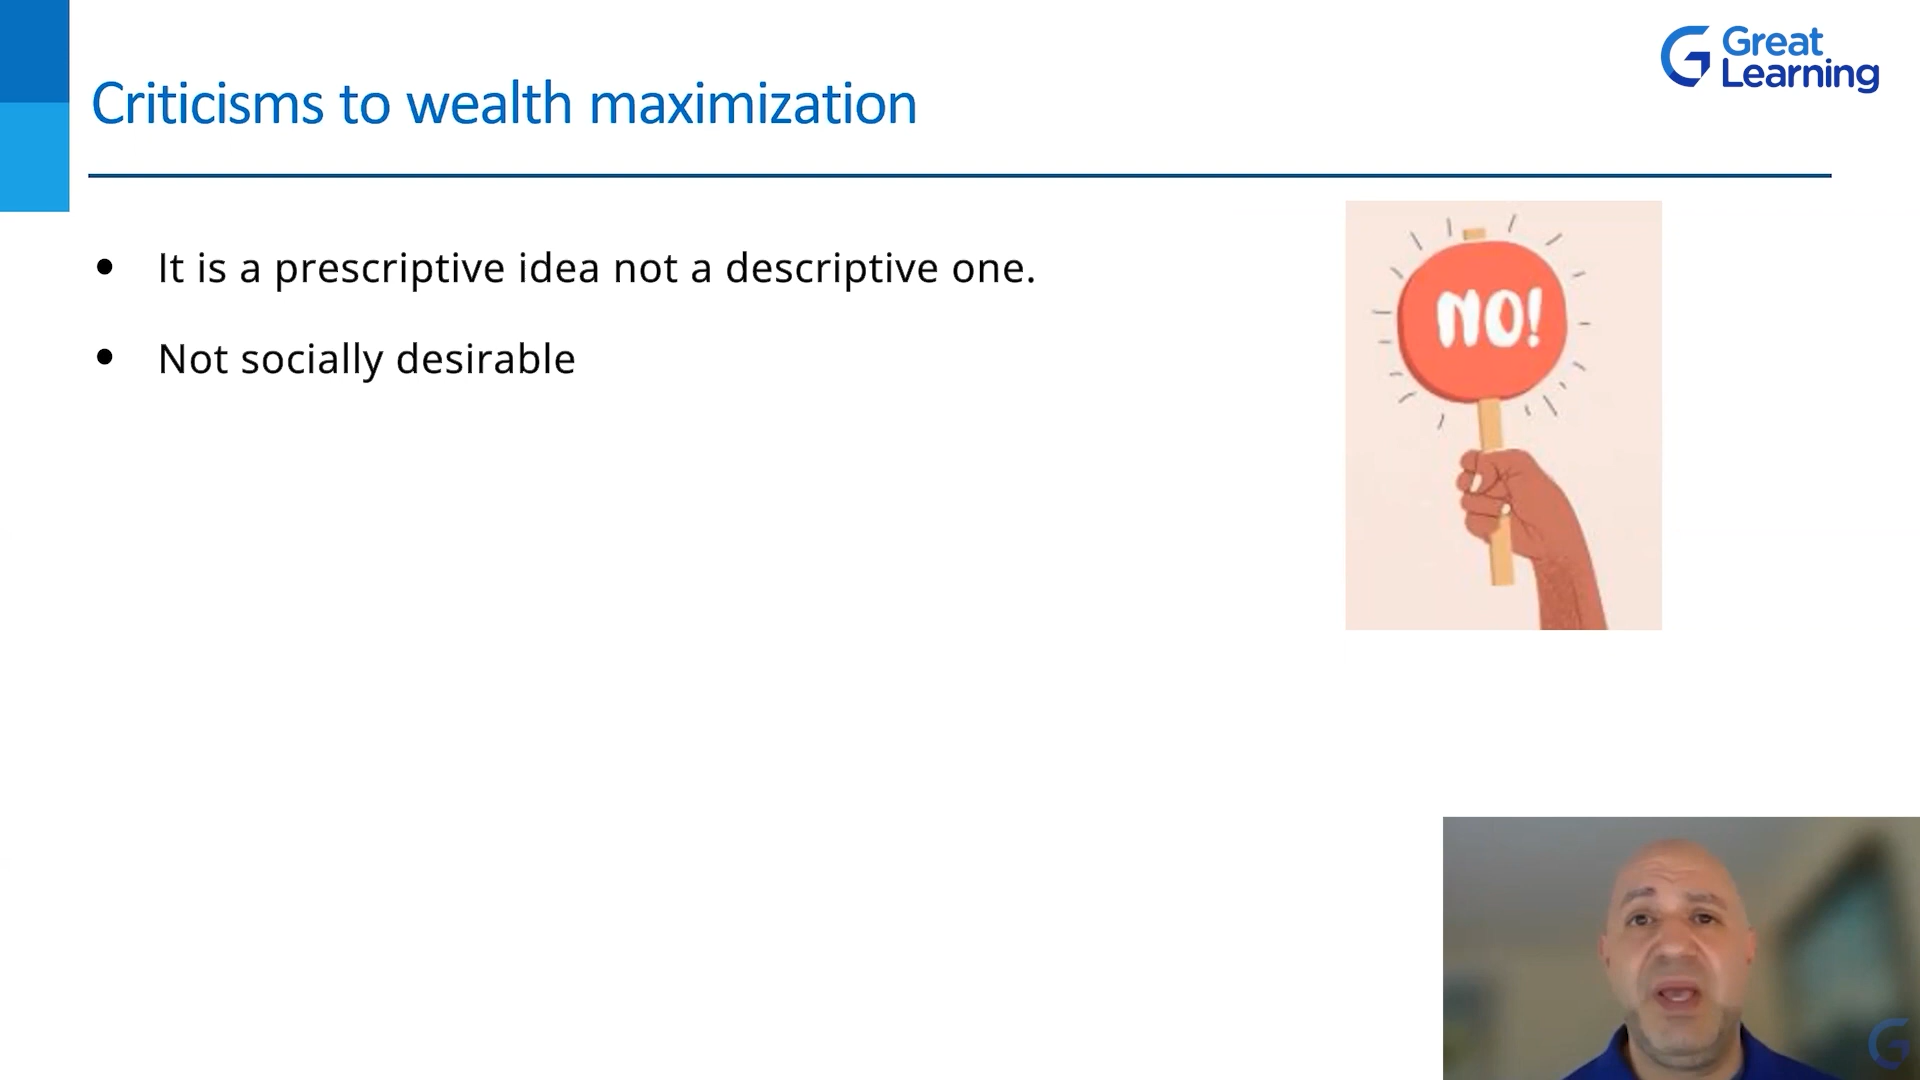 Great
Learning
Criticisms to wealth maximization
• It is a prescriptive idea not a descriptive one.
• Not socially desirable
NO!